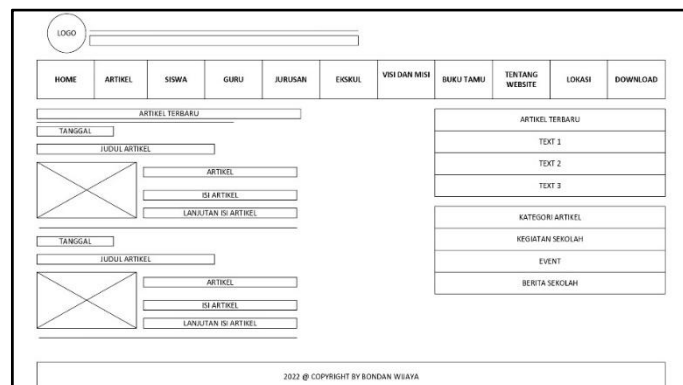 LOGO
HOME ARTIKEL SISWA GURU JURUSAN EKSKUL VISI DAN MISI BUKU TAMU TENTANG WEBSITE LOKASI DOWNLOAD
ARTIKEL TERBARU
TANGGAL
JUDUL ARTIKEL
ARTIKEL
ISI ARTIKEL
LANJUTAN ISI ARTIKEL
TANGGAL
JUDUL ARTIKEL
ARTIKEL
ISI ARTIKEL
LANJUTAN ISI ARTIKEL
ARTIKEL TERBARU
TEXT 1
TEXT 2
TEXT 3
KATEGORI ARTIKEL
KEGIATAN SEKOLAH
EVENT
BERITA SEKOLAH
2022 @ COPYRIGHT BY BONDAN WIJAYA